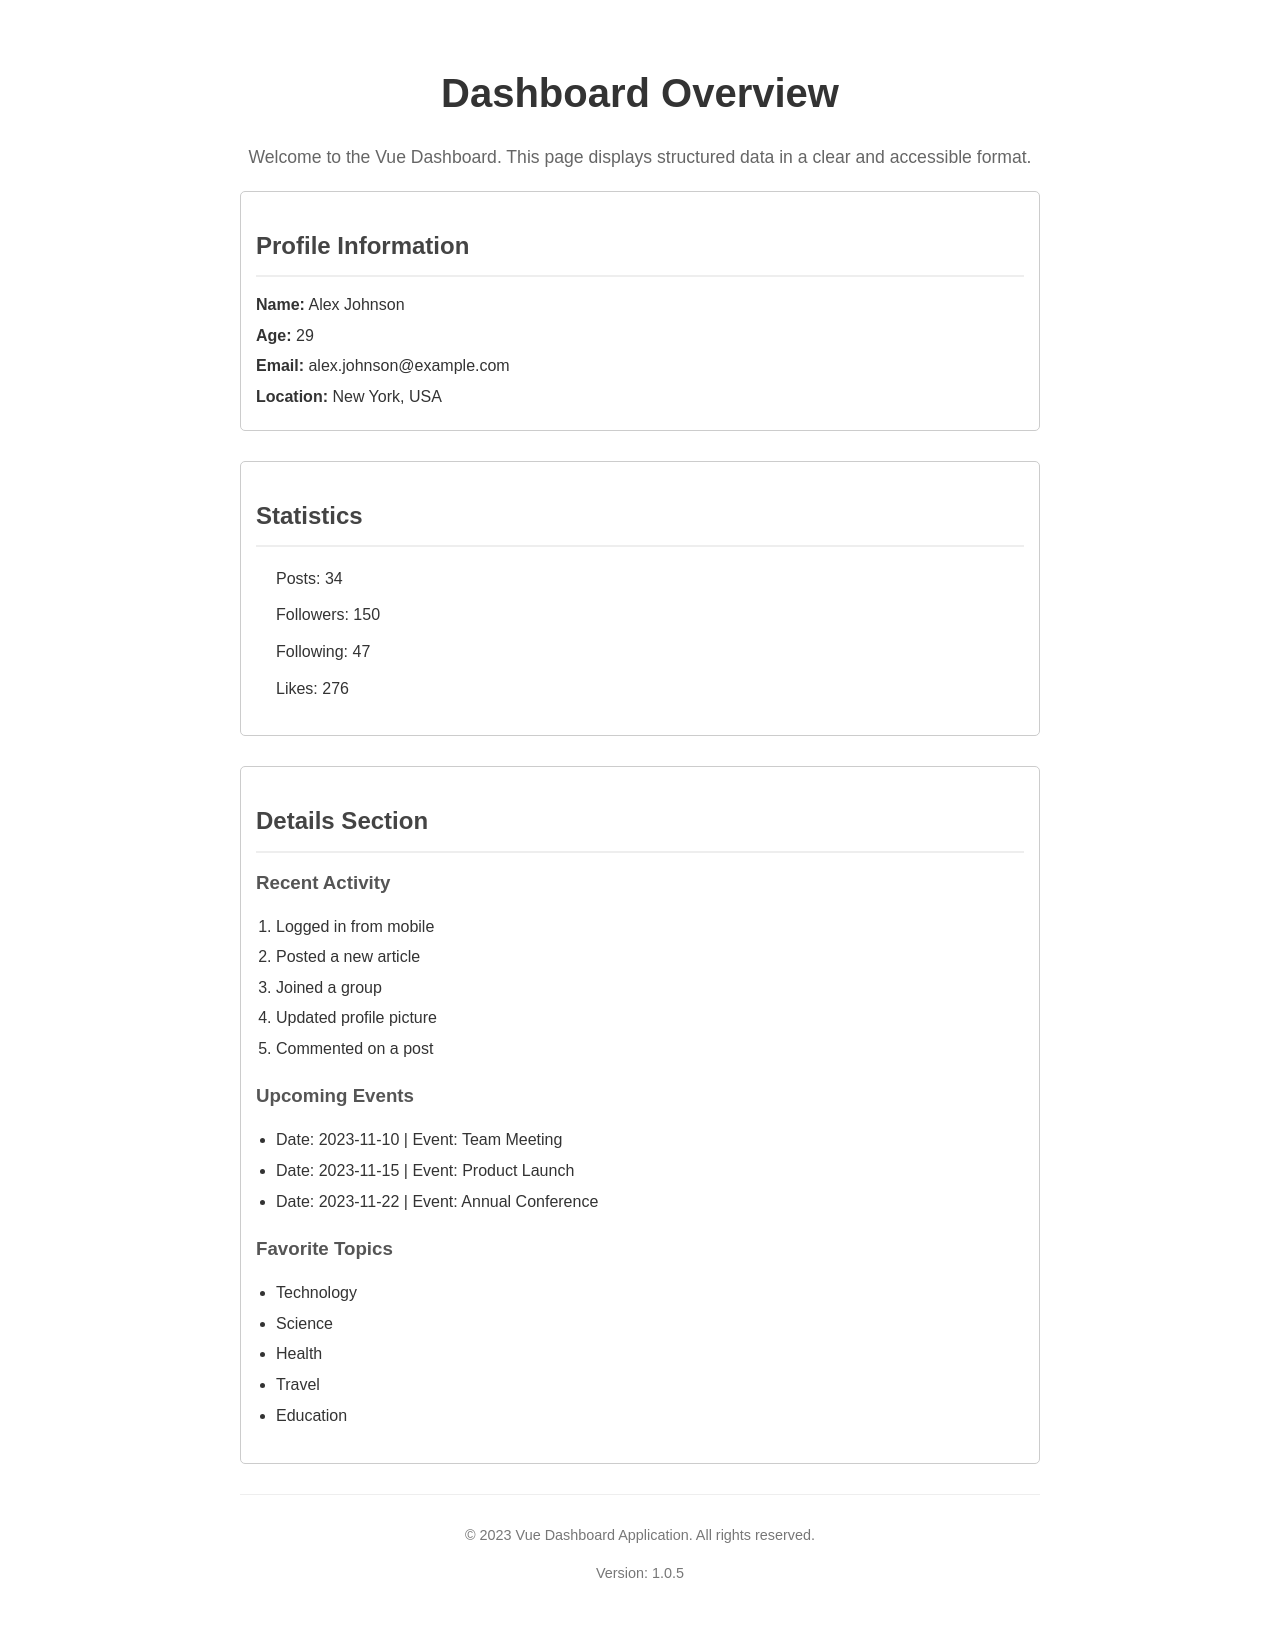 Dashboard Overview
Welcome to the Vue Dashboard. This page displays structured data in a clear and accessible format.
Profile Information
Name: Alex Johnson
Age: 29
Email: alex.johnson@example.com
Location: New York, USA
Statistics
Posts: 34
Followers: 150
Following: 47
Likes: 276
Details Section
Recent Activity
1. Logged in from mobile
2. Posted a new article
3. Joined a group
4. Updated profile picture
5. Commented on a post
Upcoming Events
• Date: 2023-11-10 | Event: Team Meeting
• Date: 2023-11-15 | Event: Product Launch
• Date: 2023-11-22 | Event: Annual Conference
Favorite Topics
• Technology
• Science
• Health
• Travel
• Education
© 2023 Vue Dashboard Application. All rights reserved.
Version: 1.0.5